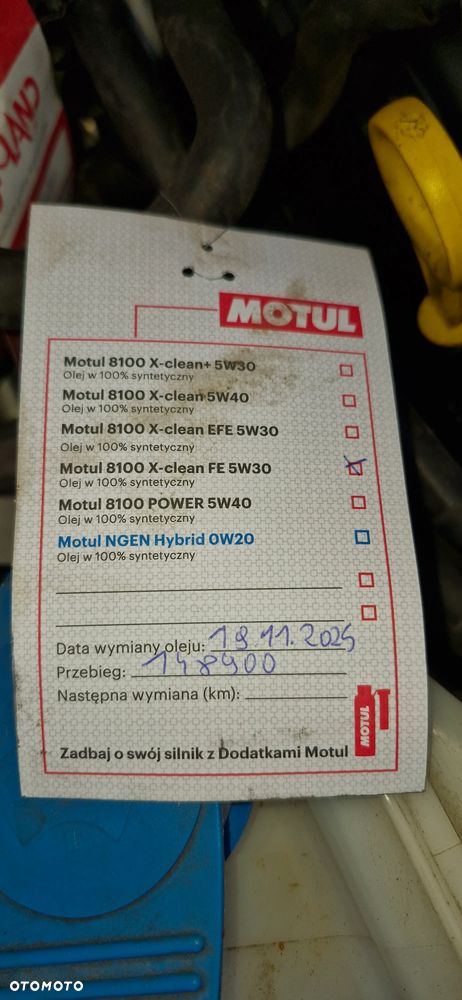 MOTUL
Motul 8100 X-clean+ 5W30
Olej w 100% syntetyczny
Motul 8100 X-clean 5W40
Olej w 100% syntetyczny
Motul 8100 X-clean EFE 5W30
Olej w 100% syntetyczny
Motul 8100 X-clean FE 5W30
Olej w 100% syntetyczny
Motul 8100 POWER 5W40
Olej w 100% syntetyczny
Motul NGEN Hybrid 0W20
Olej w 100% syntetyczny
Data wymiany oleju: 19.11.2025
Przebieg: 148900
Następna wymiana (km):
MOTUL
Zadbaj o swój silnik z Dodatkami Motul
OTOMOTO